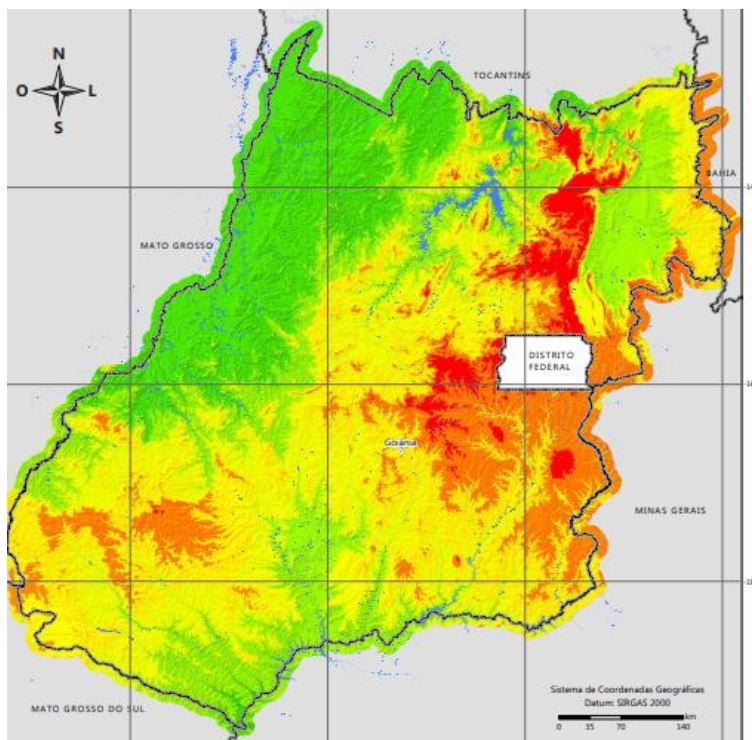 N
O L
S
TOCANTINS
BAHIA
MATO GROSSO
DISTRITO
FEDERAL
Goiânia
MINAS GERAIS
MATO GROSSO DO SUL
Sistema de Coordenadas Geográficas
Datum: SIRGAS 2000
km
0 35 70 140